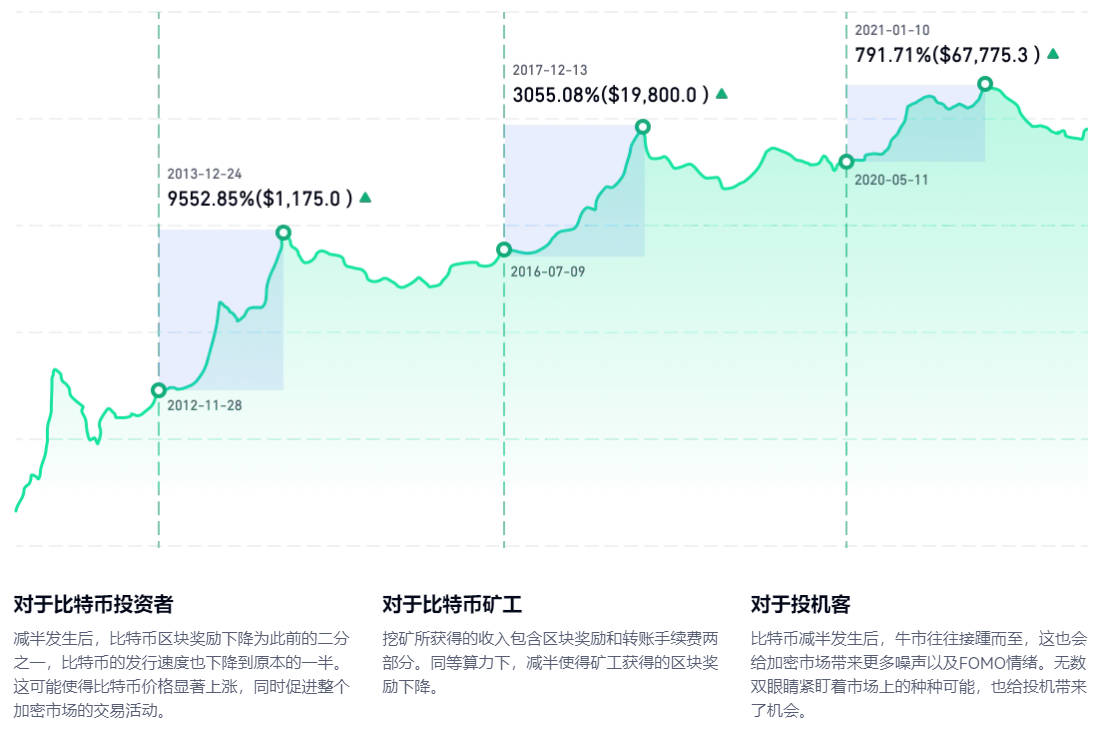 2021-01-10
791.71%($67,775.3 )
2017-12-13
3055.08%($19,800.0 )
2013-12-24
9552.85%($1,175.0 )
2020-05-11
2016-07-09
2012-11-28
对于比特币投资者
减半发生后，比特币区块奖励下降为此前的二分
之一，比特币的发行速度也下降到原本的一半。
这可能使得比特币价格显著上涨，同时促进整个
加密市场的交易活动。
对于比特币矿工
挖矿所获得的收入包含区块奖励和转账手续费两
部分。同等算力下，减半使得矿工获得的区块奖
励下降。
对于投机客
比特币减半发生后，牛市往往接踵而至，这也会
给加密市场带来更多噪声以及FOMO情绪。无数
双眼睛紧盯着市场上的种种可能，也给投机带来
了机会。